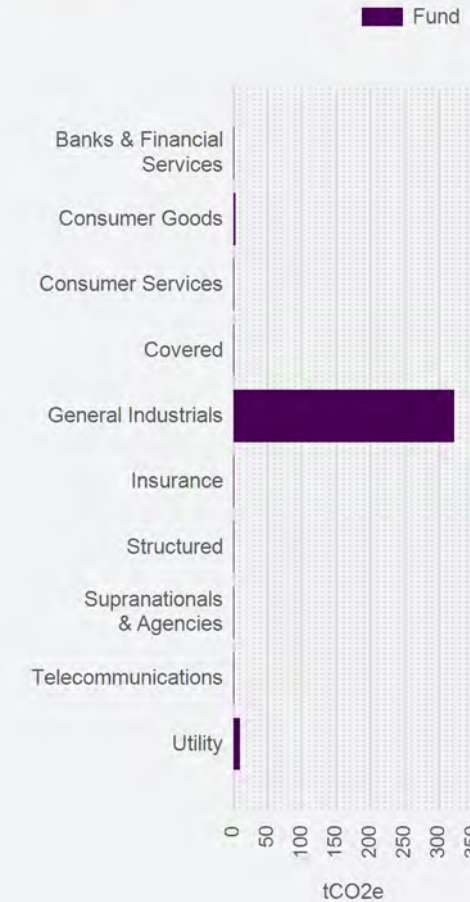 Fund
Banks & Financial
Services
Consumer Goods
Consumer Services
Covered
General Industrials
Insurance
Structured
Supranationals
& Agencies
Telecommunications
Utility
0
50
100
150
200
250
300
350
tCO2e